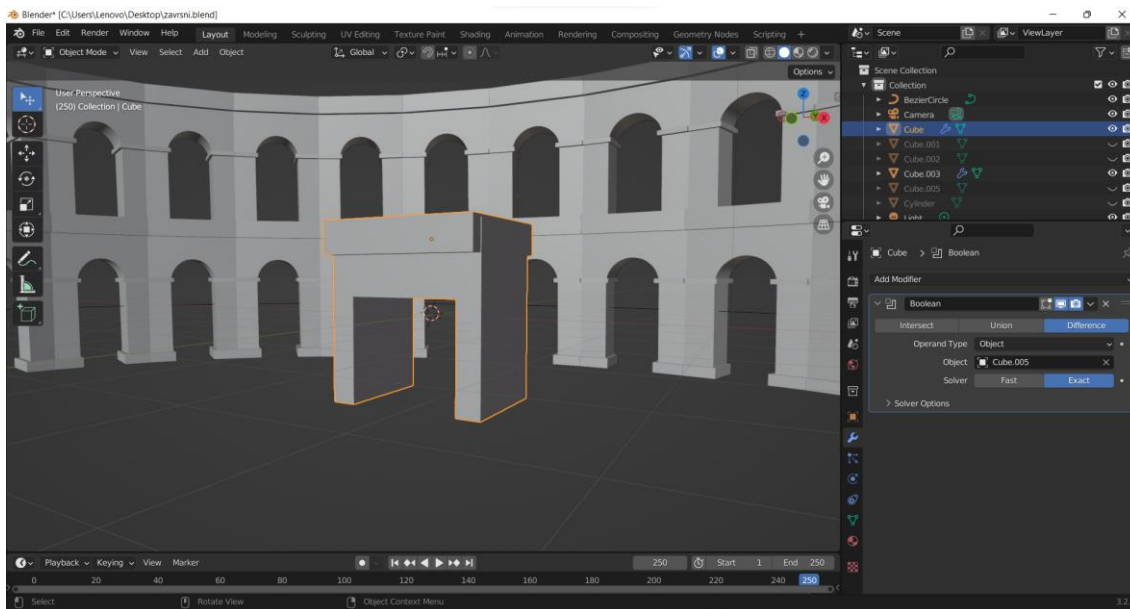 Blender* [C:\Users\Lenovo\Desktop\zavrsni.blend]
File Edit Render Window Help Layout Modeling Sculpting UV Editing Texture Paint Shading Animation Rendering Compositing Geometry Nodes Scripting + Scene ViewLayer
Object Mode View Select Add Object Global
Options
User Perspective
(250) Collection | Cube
Z
Y
X
Scene Collection
Collection
BezierCircle
Camera
Cube
Cube.001
Cube.002
Cube.003
Cube.005
Cylinder
Light
Cube > Boolean
Add Modifier
Boolean
Intersect Union Difference
Operand Type Object
Object Cube.005
Solver Fast Exact
> Solver Options
Playback Keying View Marker 250 Start 1 End 250
0 20 40 60 80 100 120 140 160 180 200 220 240 250
Select Rotate View Object Context Menu 3.2